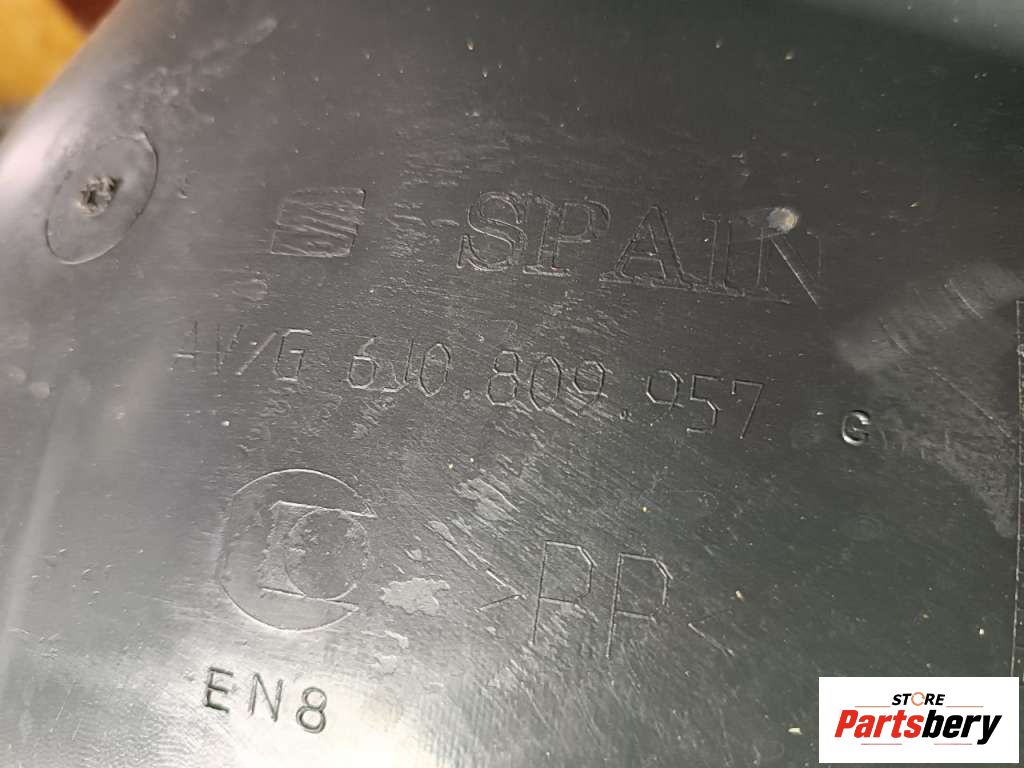 SPAIN
AV/G 6J0.809.957 G
>PP<
EN8
STORE
Partsbery